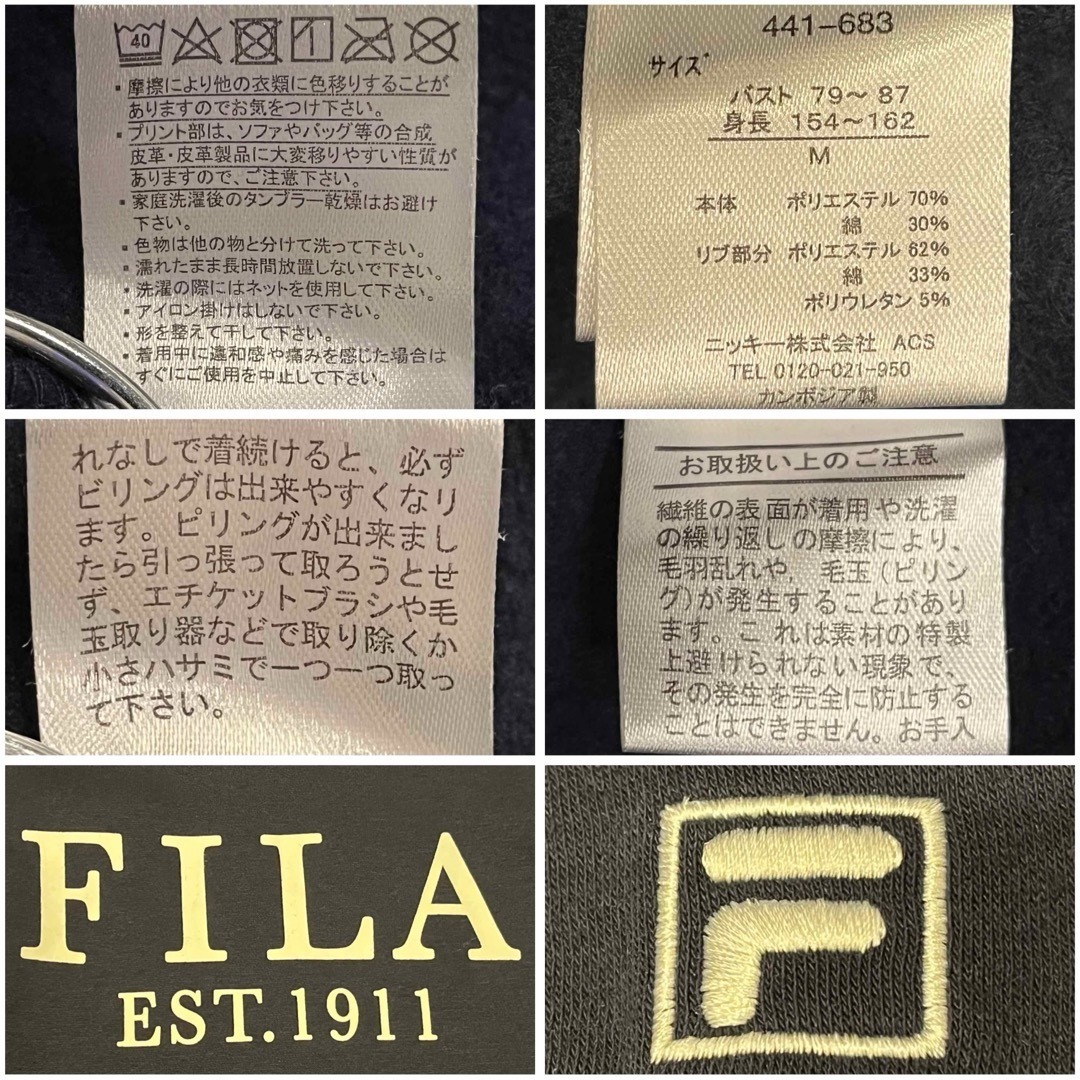 40
・摩擦により他の衣類に色移りすることが
ありますのでお気をつけ下さい。
・プリント部は、ソファやバッグ等の合成
皮革・皮革製品に大変移りやすい性質が
ありますので、ご注意下さい。
・家庭洗濯後のタンブラー乾燥はお避け
下さい。
・色物は他の物と分けて洗って下さい。
・濡れたまま長時間放置しないで下さい。
・洗濯の際にはネットを使用して下さい。
・アイロン掛けはしないで下さい。
・形を整えて干して下さい。
・着用中に違和感や痛みを感じた場合は
すぐにご使用を中止して下さい。
441-683
サイズ
バスト 79～87
身長 154～162
M
本体 ポリエステル 70%
綿 30%
リブ部分 ポリエステル 62%
綿 33%
ポリウレタン 5%
ニッキー株式会社 ACS
TEL 0120-021-950
カンボジア製
れなしで着続けると、必ず
ピリングは出来やすくなり
ます。ピリングが出来まし
たら引っ張って取ろうとせ
ず、エチケットブラシや毛
玉取り器などで取り除くか
小さハサミで一つ一つ取っ
て下さい。
お取扱い上のご注意
繊維の表面が着用や洗濯
の繰り返しの摩擦により、
毛羽乱れや、毛玉(ピリン
グ)が発生することがあり
ます。これは素材の特製
上避けられない現象で、
その発生を完全に防止する
ことはできません。お手入
FILA
EST.1911
F